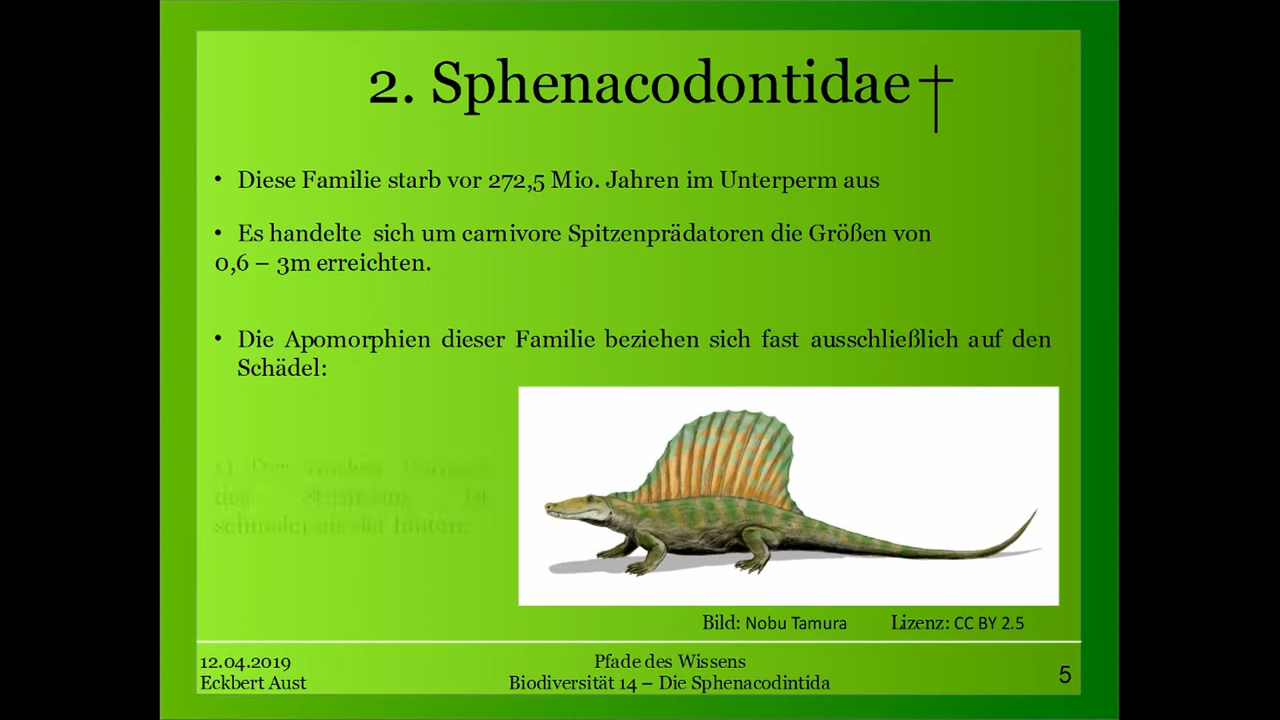 2. Sphenacodontidae†
• Diese Familie starb vor 272,5 Mio. Jahren im Unterperm aus
• Es handelte sich um carnivore Spitzenprädatoren die Größen von
0,6 – 3m erreichten.
• Die Apomorphien dieser Familie beziehen sich fast ausschließlich auf den
Schädel:
Bild: Nobu Tamura Lizenz: CC BY 2.5
12.04.2019
Eckbert Aust
Pfade des Wissens
Biodiversität 14 – Die Sphenacodintida
5